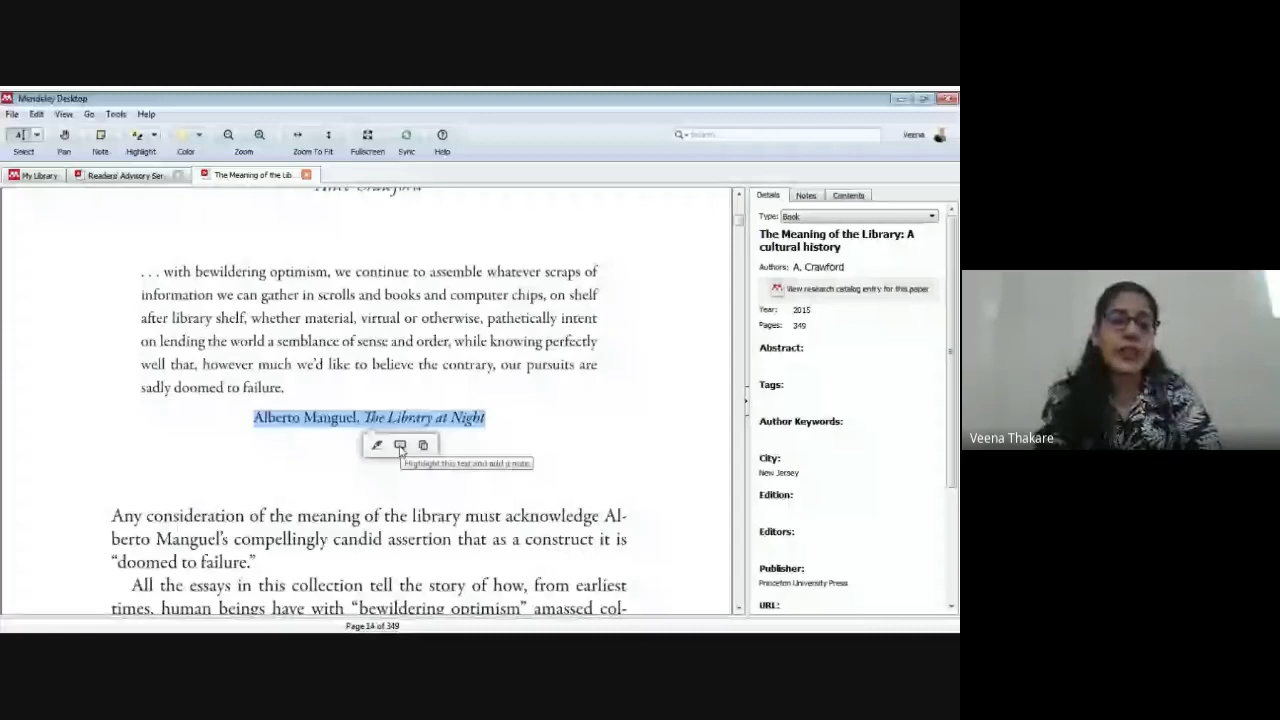 Mendeley Desktop
File Edit View Go Tools Help
Select Pan Note Highlight Color Zoom Zoom To Fit Fullscreen Sync Help
Search... Veena
My Library Readers' Advisory Ser... The Meaning of the Lib...
. . . with bewildering optimism, we continue to assemble whatever scraps of
information we can gather in scrolls and books and computer chips, on shelf
after library shelf, whether material, virtual or otherwise, pathetically intent
on lending the world a semblance of sense and order, while knowing perfectly
well that, however much we'd like to believe the contrary, our pursuits are
sadly doomed to failure.
Alberto Manguel, The Library at Night
Highlight this text and add a note
Any consideration of the meaning of the library must acknowledge Al-
berto Manguel's compellingly candid assertion that as a construct it is
“doomed to failure.”
All the essays in this collection tell the story of how, from earliest
times, human beings have with “bewildering optimism” amassed col-
Page 14 of 349
Details Notes Contents
Type: Book
The Meaning of the Library: A
cultural history
Authors: A. Crawford
View research catalog entry for this paper
Year: 2015
Pages: 349
Abstract:
Tags:
Author Keywords:
City:
New Jersey
Edition:
Editors:
Publisher:
Princeton University Press
URL:
Veena Thakare